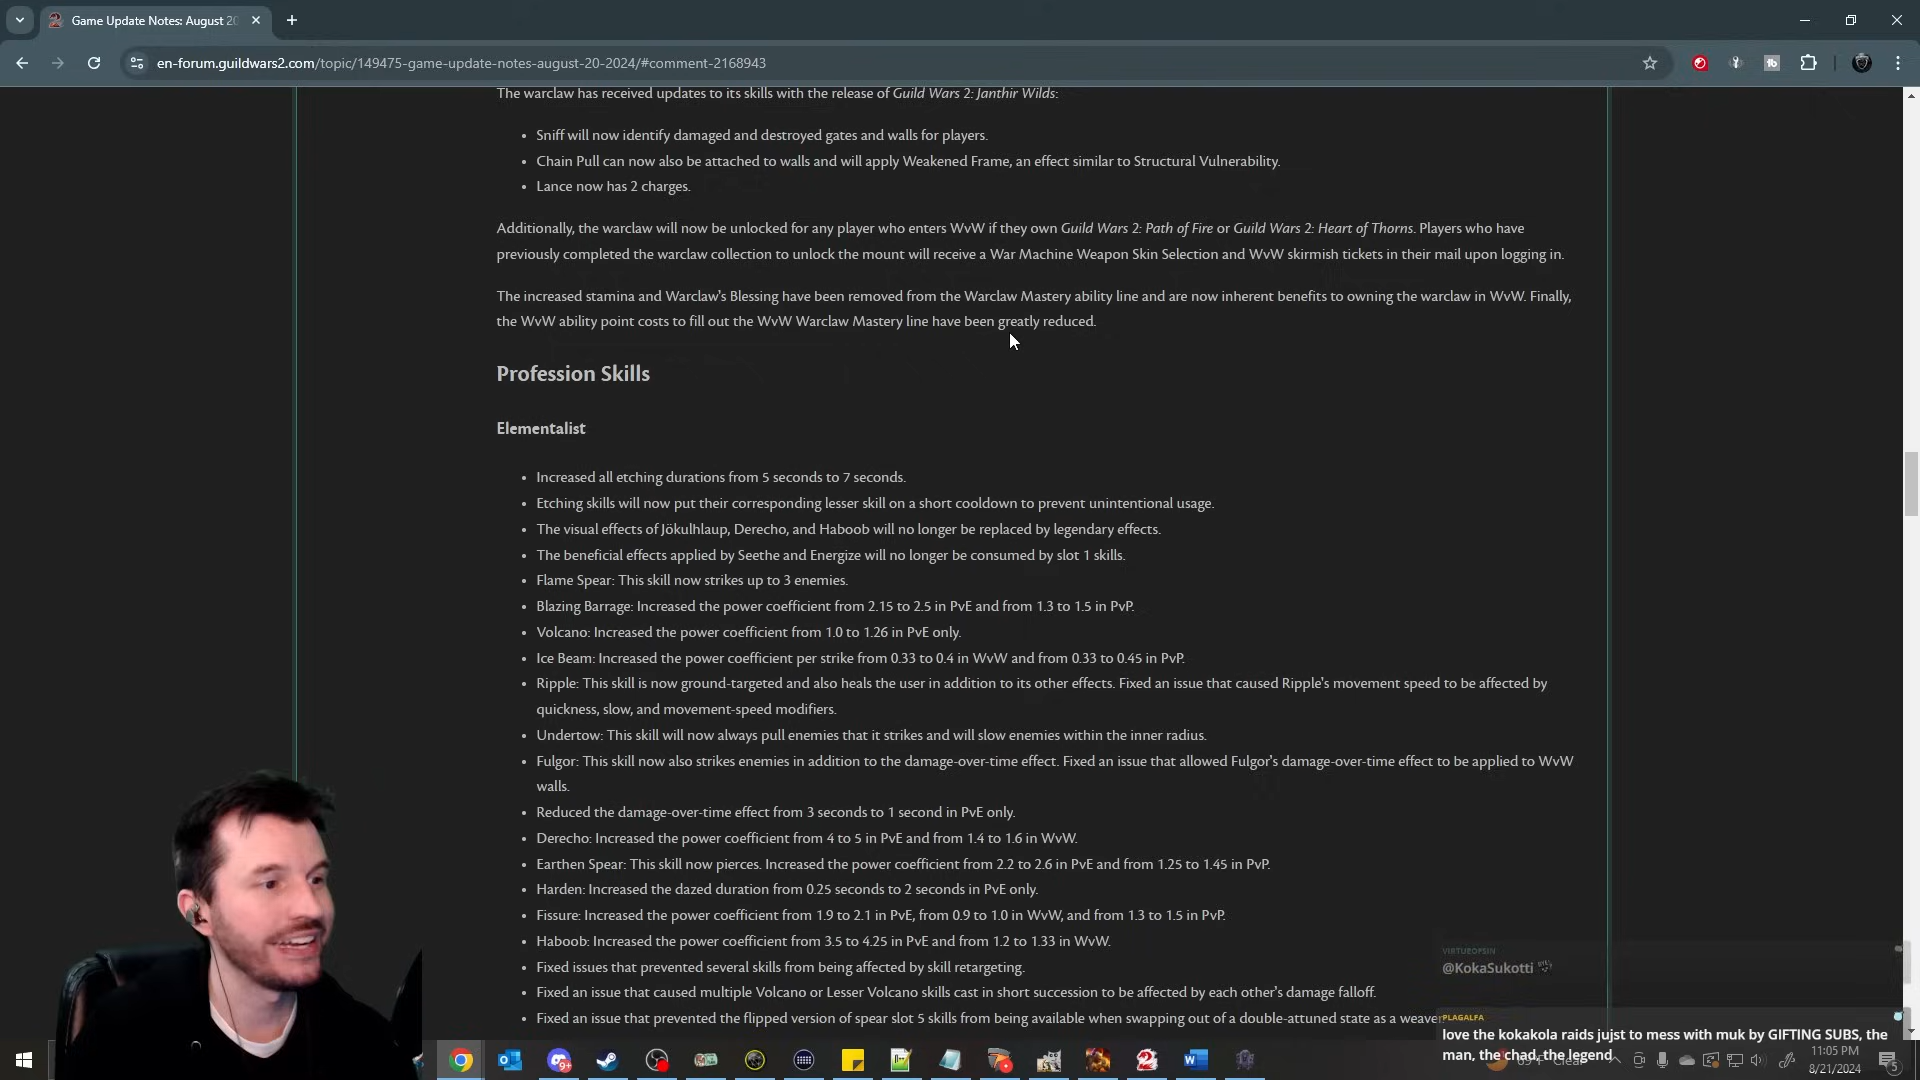 Game Update Notes: August 20
en-forum.guildwars2.com/topic/149475-game-update-notes-august-20-2024/#comment-2168943
The warclaw has received updates to its skills with the release of Guild Wars 2: Janthir Wilds:
• Sniff will now identify damaged and destroyed gates and walls for players.
• Chain Pull can now also be attached to walls and will apply Weakened Frame, an effect similar to Structural Vulnerability.
• Lance now has 2 charges.
Additionally, the warclaw will now be unlocked for any player who enters WvW if they own Guild Wars 2: Path of Fire or Guild Wars 2: Heart of Thorns. Players who have
previously completed the warclaw collection to unlock the mount will receive a War Machine Weapon Skin Selection and WvW skirmish tickets in their mail upon logging in.
The increased stamina and Warclaw's Blessing have been removed from the Warclaw Mastery ability line and are now inherent benefits to owning the warclaw in WvW. Finally,
the WvW ability point costs to fill out the WvW Warclaw Mastery line have been greatly reduced.
Profession Skills
Elementalist
• Increased all etching durations from 5 seconds to 7 seconds.
• Etching skills will now put their corresponding lesser skill on a short cooldown to prevent unintentional usage.
• The visual effects of Jökulhlaup, Derecho, and Haboob will no longer be replaced by legendary effects.
• The beneficial effects applied by Seethe and Energize will no longer be consumed by slot 1 skills.
• Flame Spear: This skill now strikes up to 3 enemies.
• Blazing Barrage: Increased the power coefficient from 2.15 to 2.5 in PvE and from 1.3 to 1.5 in PvP.
• Volcano: Increased the power coefficient from 1.0 to 1.26 in PvE only.
• Ice Beam: Increased the power coefficient per strike from 0.33 to 0.4 in WvW and from 0.33 to 0.45 in PvP.
• Ripple: This skill is now ground-targeted and also heals the user in addition to its other effects. Fixed an issue that caused Ripple's movement speed to be affected by
quickness, slow, and movement-speed modifiers.
• Undertow: This skill will now always pull enemies that it strikes and will slow enemies within the inner radius.
• Fulgor: This skill now also strikes enemies in addition to the damage-over-time effect. Fixed an issue that allowed Fulgor's damage-over-time effect to be applied to WvW
walls.
• Reduced the damage-over-time effect from 3 seconds to 1 second in PvE only.
• Derecho: Increased the power coefficient from 4 to 5 in PvE and from 1.4 to 1.6 in WvW.
• Earthen Spear: This skill now pierces. Increased the power coefficient from 2.2 to 2.6 in PvE and from 1.25 to 1.45 in PvP.
• Harden: Increased the dazed duration from 0.25 seconds to 2 seconds in PvE only.
• Fissure: Increased the power coefficient from 1.9 to 2.1 in PvE, from 0.9 to 1.0 in WvW, and from 1.3 to 1.5 in PvP.
• Haboob: Increased the power coefficient from 3.5 to 4.25 in PvE and from 1.2 to 1.33 in WvW.
• Fixed issues that prevented several skills from being affected by skill retargeting.
• Fixed an issue that caused multiple Volcano or Lesser Volcano skills cast in short succession to be affected by each other's damage falloff.
• Fixed an issue that prevented the flipped version of spear slot 5 skills from being available when swapping out of a double-attuned state as a weaver
VIRTUEOFSIN
@KokaSukotti
PLAGALFA
love the kokakola raids jujst to mess with muk by GIFTING SUBS, the
man, the chad, the legend
Clear
11:05 PM
8/21/2024